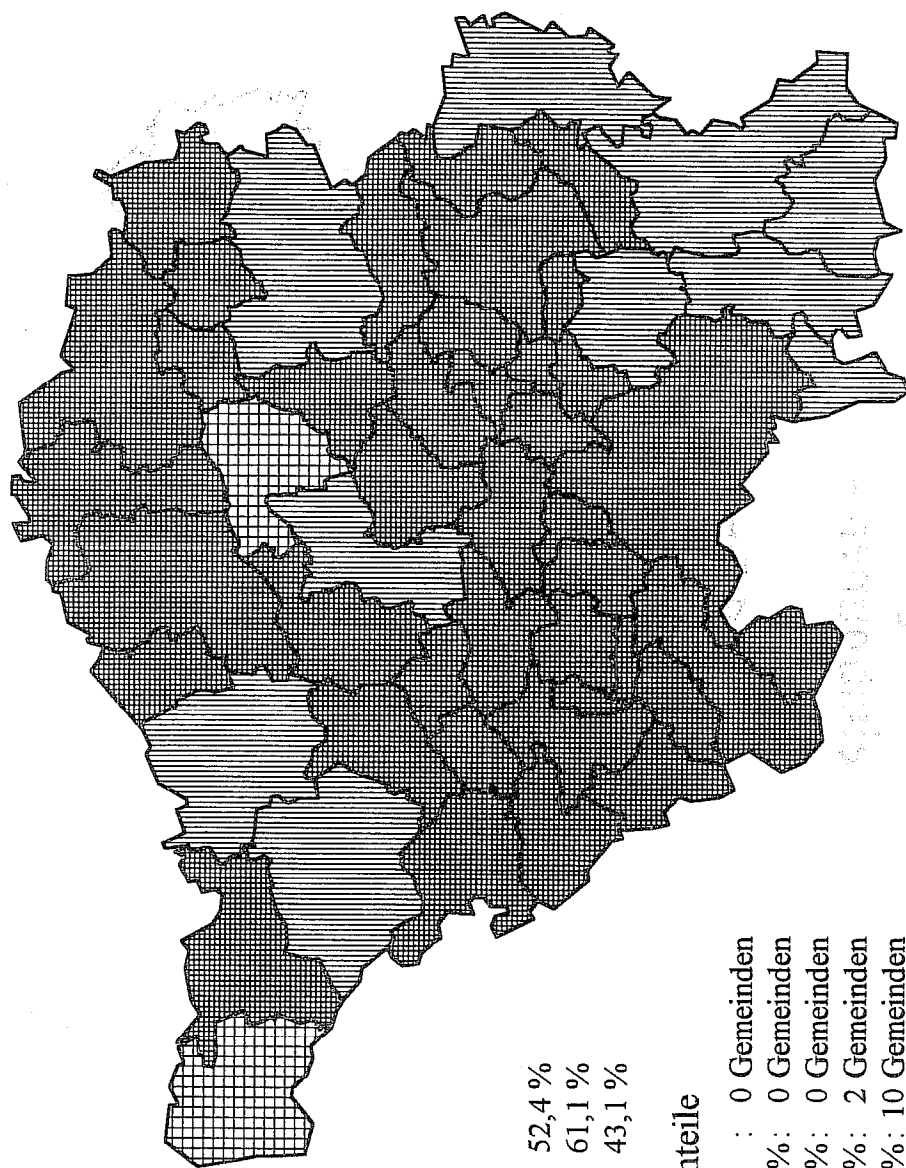 52,4 %
61,1 %
43,1 %
nteile
: 0 Gemeinden
%: 0 Gemeinden
%: 0 Gemeinden
%: 2 Gemeinden
%: 10 Gemeinden